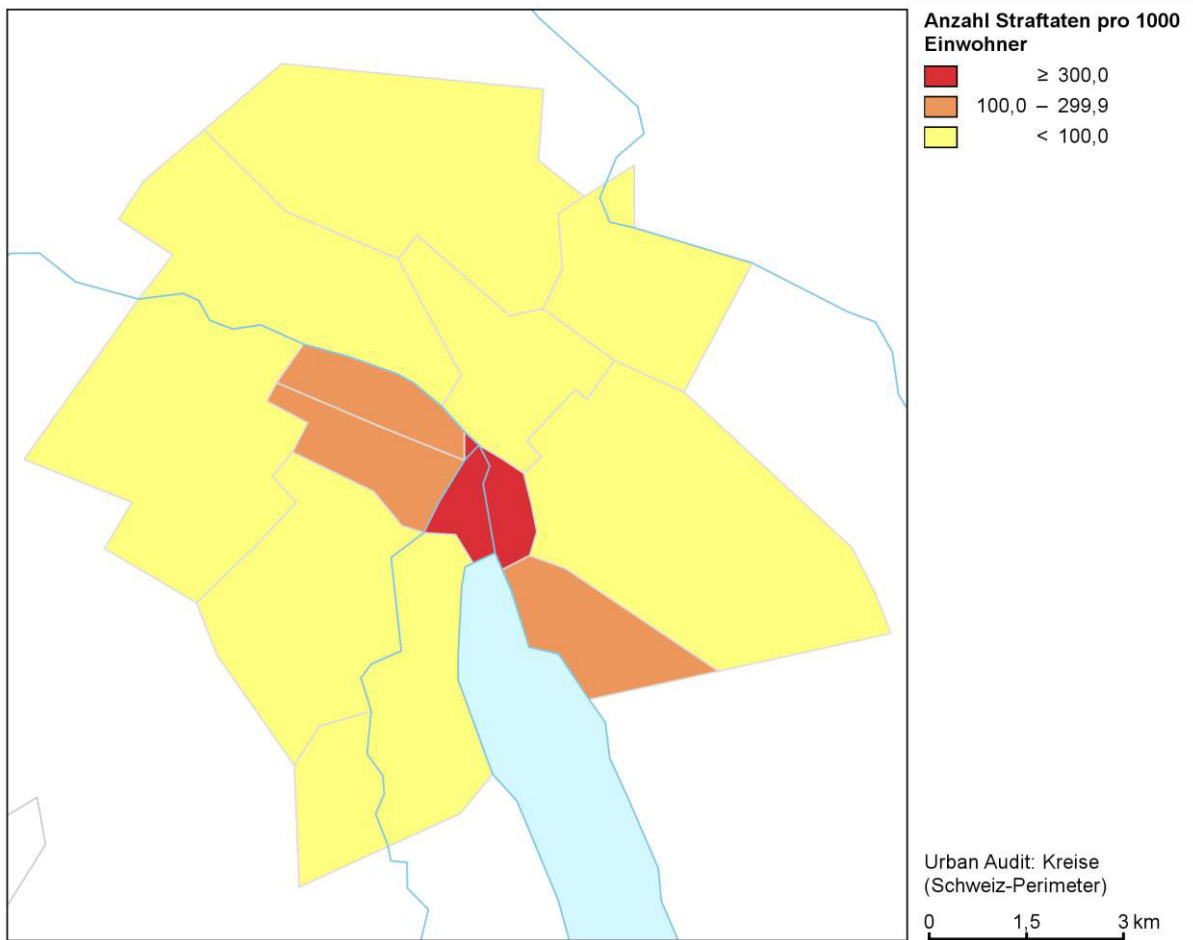 Anzahl Straftaten pro 1000
Einwohner
≥ 300,0
100,0 – 299,9
< 100,0
Urban Audit: Kreise
(Schweiz-Perimeter)
0 1,5 3 km